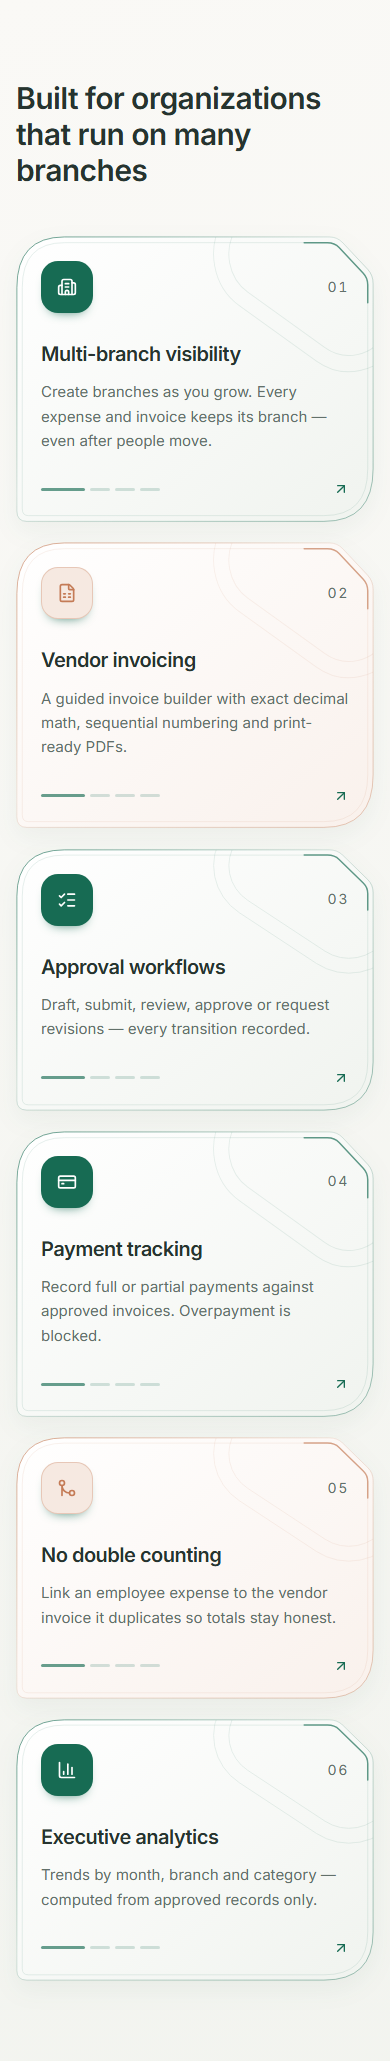 Built for organizations
that run on many
branches
01
Multi-branch visibility
Create branches as you grow. Every
expense and invoice keeps its branch —
even after people move.
02
Vendor invoicing
A guided invoice builder with exact decimal
math, sequential numbering and print-
ready PDFs.
03
Approval workflows
Draft, submit, review, approve or request
revisions — every transition recorded.
04
Payment tracking
Record full or partial payments against
approved invoices. Overpayment is
blocked.
05
No double counting
Link an employee expense to the vendor
invoice it duplicates so totals stay honest.
06
Executive analytics
Trends by month, branch and category —
computed from approved records only.